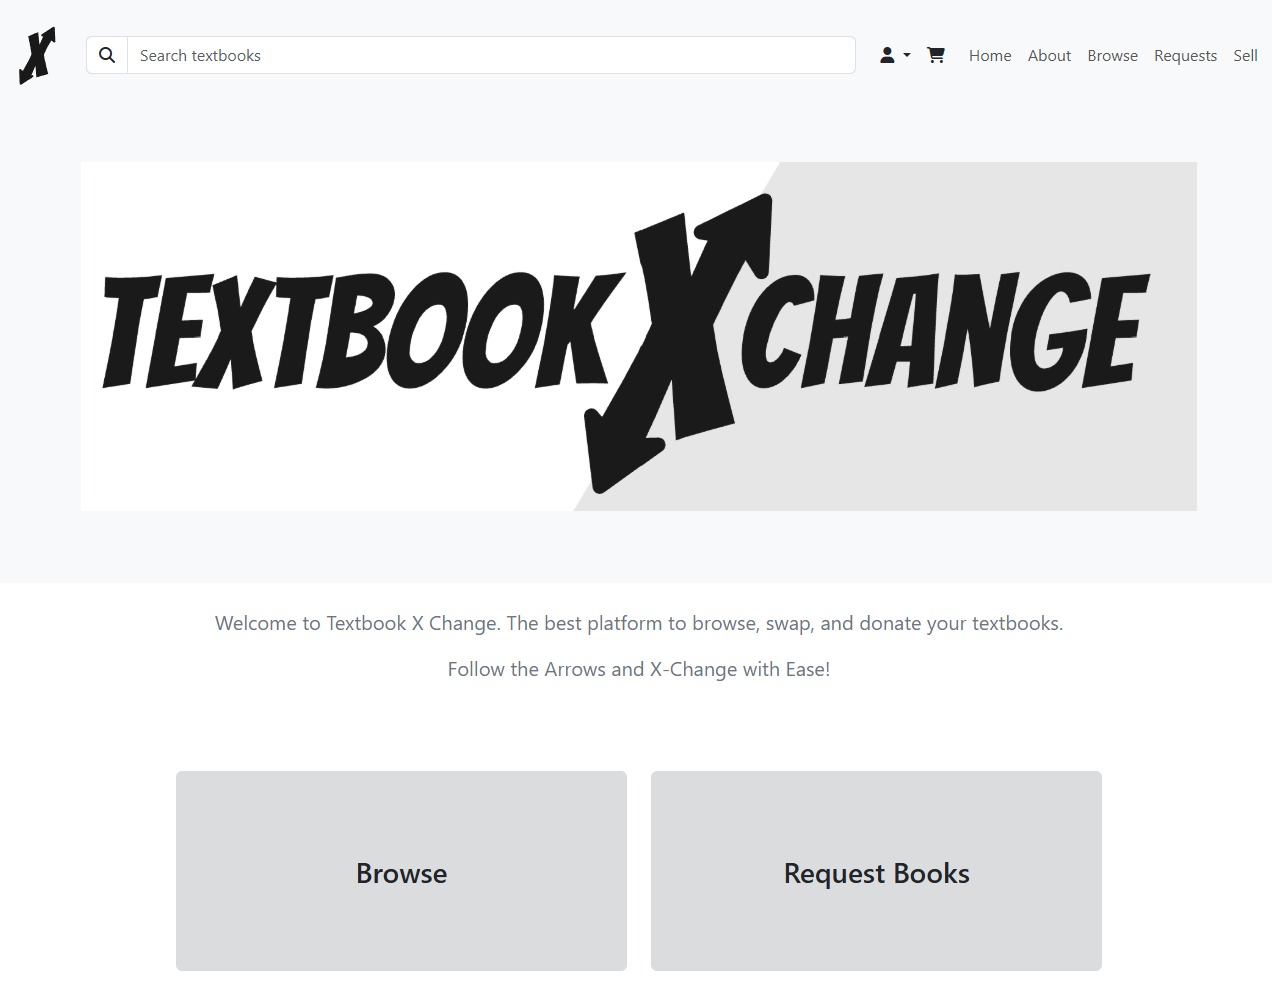 X
Search textbooks
Home About Browse Requests Sell
TEXTBOOK X CHANGE
Welcome to Textbook X Change. The best platform to browse, swap, and donate your textbooks.
Follow the Arrows and X-Change with Ease!
Browse
Request Books